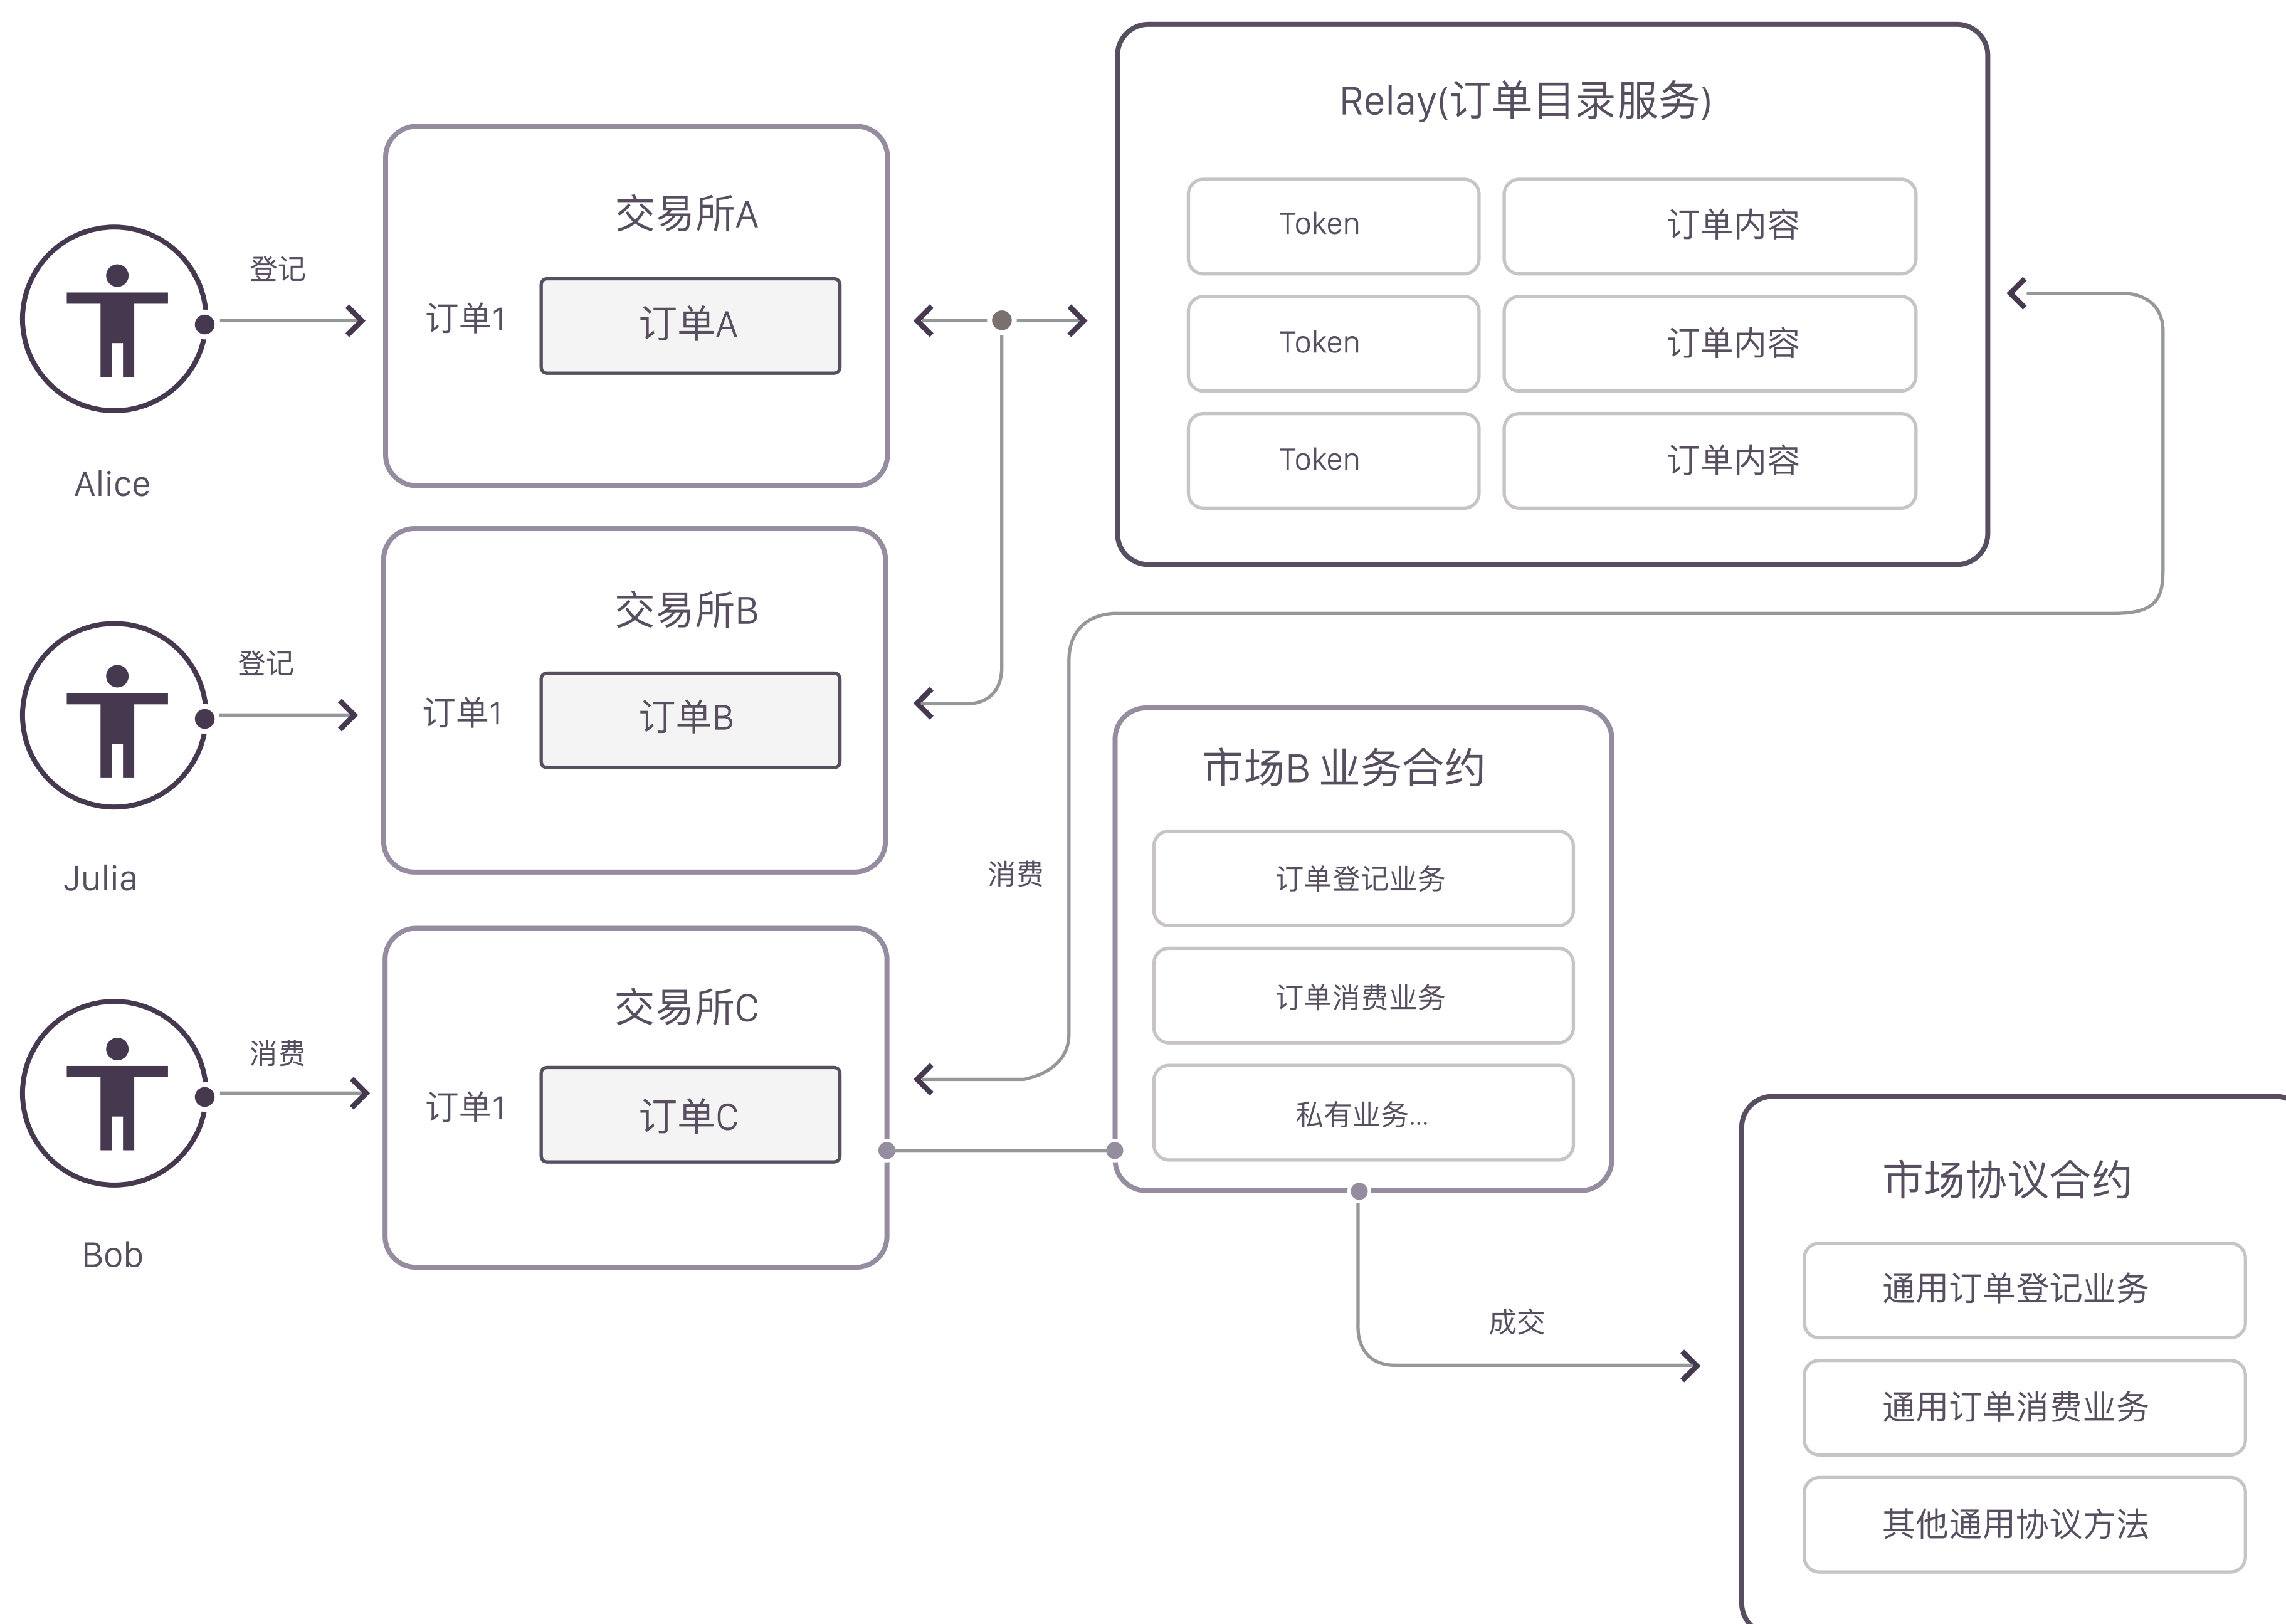 Relay(订单目录服务)
Token
订单内容
Token
订单内容
Token
订单内容
交易所A
登记
订单1
订单A
Alice
交易所B
登记
订单1
订单B
Julia
消费
交易所C
消费
订单1
订单C
Bob
市场B 业务合约
订单登记业务
订单消费业务
私有业务...
成交
市场协议合约
通用订单登记业务
通用订单消费业务
其他通用协议方法